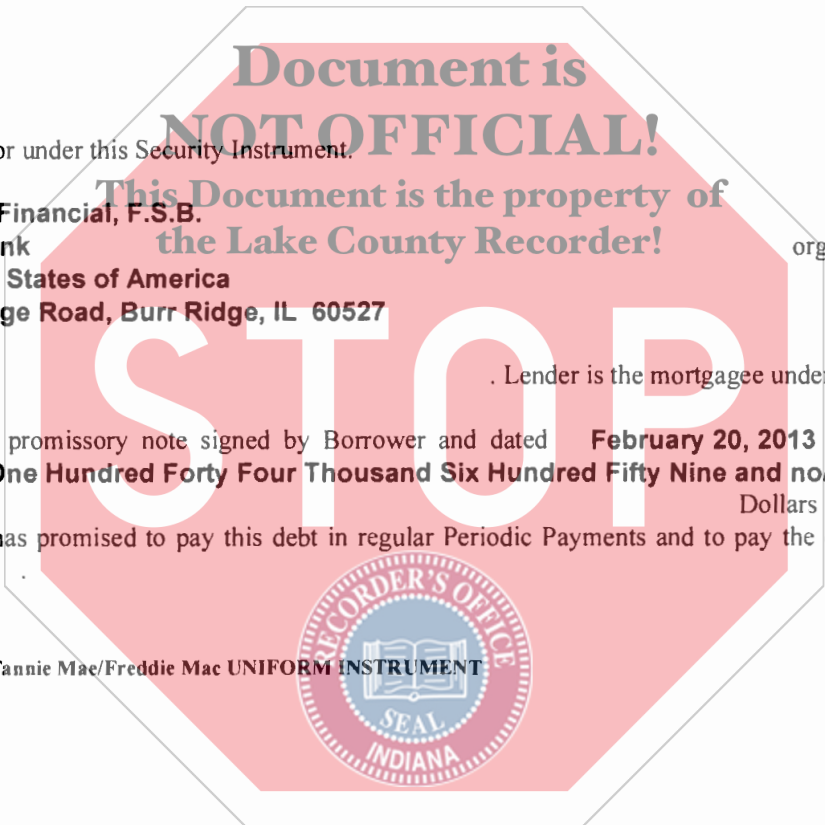 Document is
NOT OFFICIAL!
or under this Security Instrument.
This Document is the property of
Financial, F.S.B.
the Lake County Recorder!
nk org
States of America
ge Road, Burr Ridge, IL 60527
STOP
. Lender is the mortgagee under
promissory note signed by Borrower and dated February 20, 2013
One Hundred Forty Four Thousand Six Hundred Fifty Nine and no/
Dollars
as promised to pay this debt in regular Periodic Payments and to pay the
.
RECORDER'S OFFICE
annie Mae/Freddie Mac UNIFORM INSTRUMENT
SEAL
INDIANA